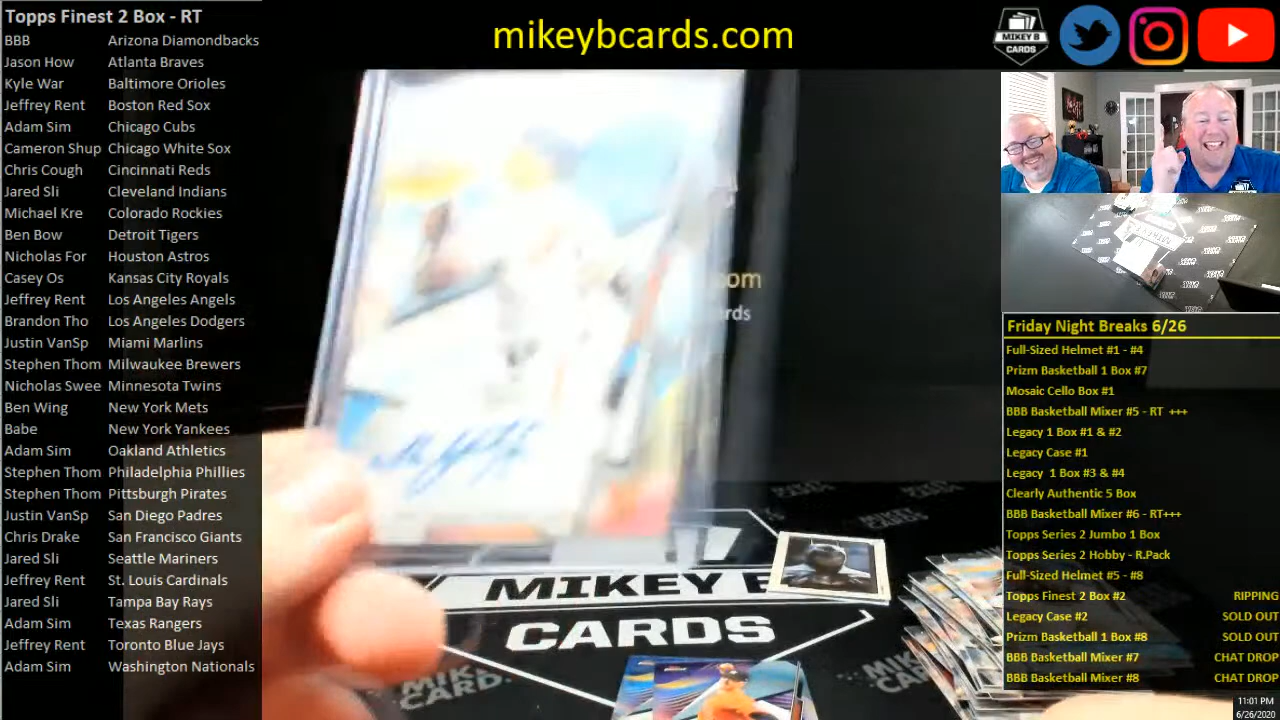 Topps Finest 2 Box - RT
BBB Arizona Diamondbacks
Jason How Atlanta Braves
Kyle War Baltimore Orioles
Jeffrey Rent Boston Red Sox
Adam Sim Chicago Cubs
Cameron Shup Chicago White Sox
Chris Cough Cincinnati Reds
Jared Sli Cleveland Indians
Michael Kre Colorado Rockies
Ben Bow Detroit Tigers
Nicholas For Houston Astros
Casey Os Kansas City Royals
Jeffrey Rent Los Angeles Angels
Brandon Tho Los Angeles Dodgers
Justin VanSp Miami Marlins
Stephen Thom Milwaukee Brewers
Nicholas Swee Minnesota Twins
Ben Wing New York Mets
Babe New York Yankees
Adam Sim Oakland Athletics
Stephen Thom Philadelphia Phillies
Stephen Thom Pittsburgh Pirates
Justin VanSp San Diego Padres
Chris Drake San Francisco Giants
Jared Sli Seattle Mariners
Jeffrey Rent St. Louis Cardinals
Jared Sli Tampa Bay Rays
Adam Sim Texas Rangers
Jeffrey Rent Toronto Blue Jays
Adam Sim Washington Nationals
mikeybcards.com
MIKEY B
CARDS
om
rds
MIKEY B
CARDS
Friday Night Breaks 6/26
Full-Sized Helmet #1 - #4
Prizm Basketball 1 Box #7
Mosaic Cello Box #1
BBB Basketball Mixer #5 - RT +++
Legacy 1 Box #1 & #2
Legacy Case #1
Legacy 1 Box #3 & #4
Clearly Authentic 5 Box
BBB Basketball Mixer #6 - RT+++
Topps Series 2 Jumbo 1 Box
Topps Series 2 Hobby - R.Pack
Full-Sized Helmet #5 - #8
Topps Finest 2 Box #2 RIPPING
Legacy Case #2 SOLD OUT
Prizm Basketball 1 Box #8 SOLD OUT
BBB Basketball Mixer #7 CHAT DROP
BBB Basketball Mixer #8 CHAT DROP
11:01 PM
6/26/2020